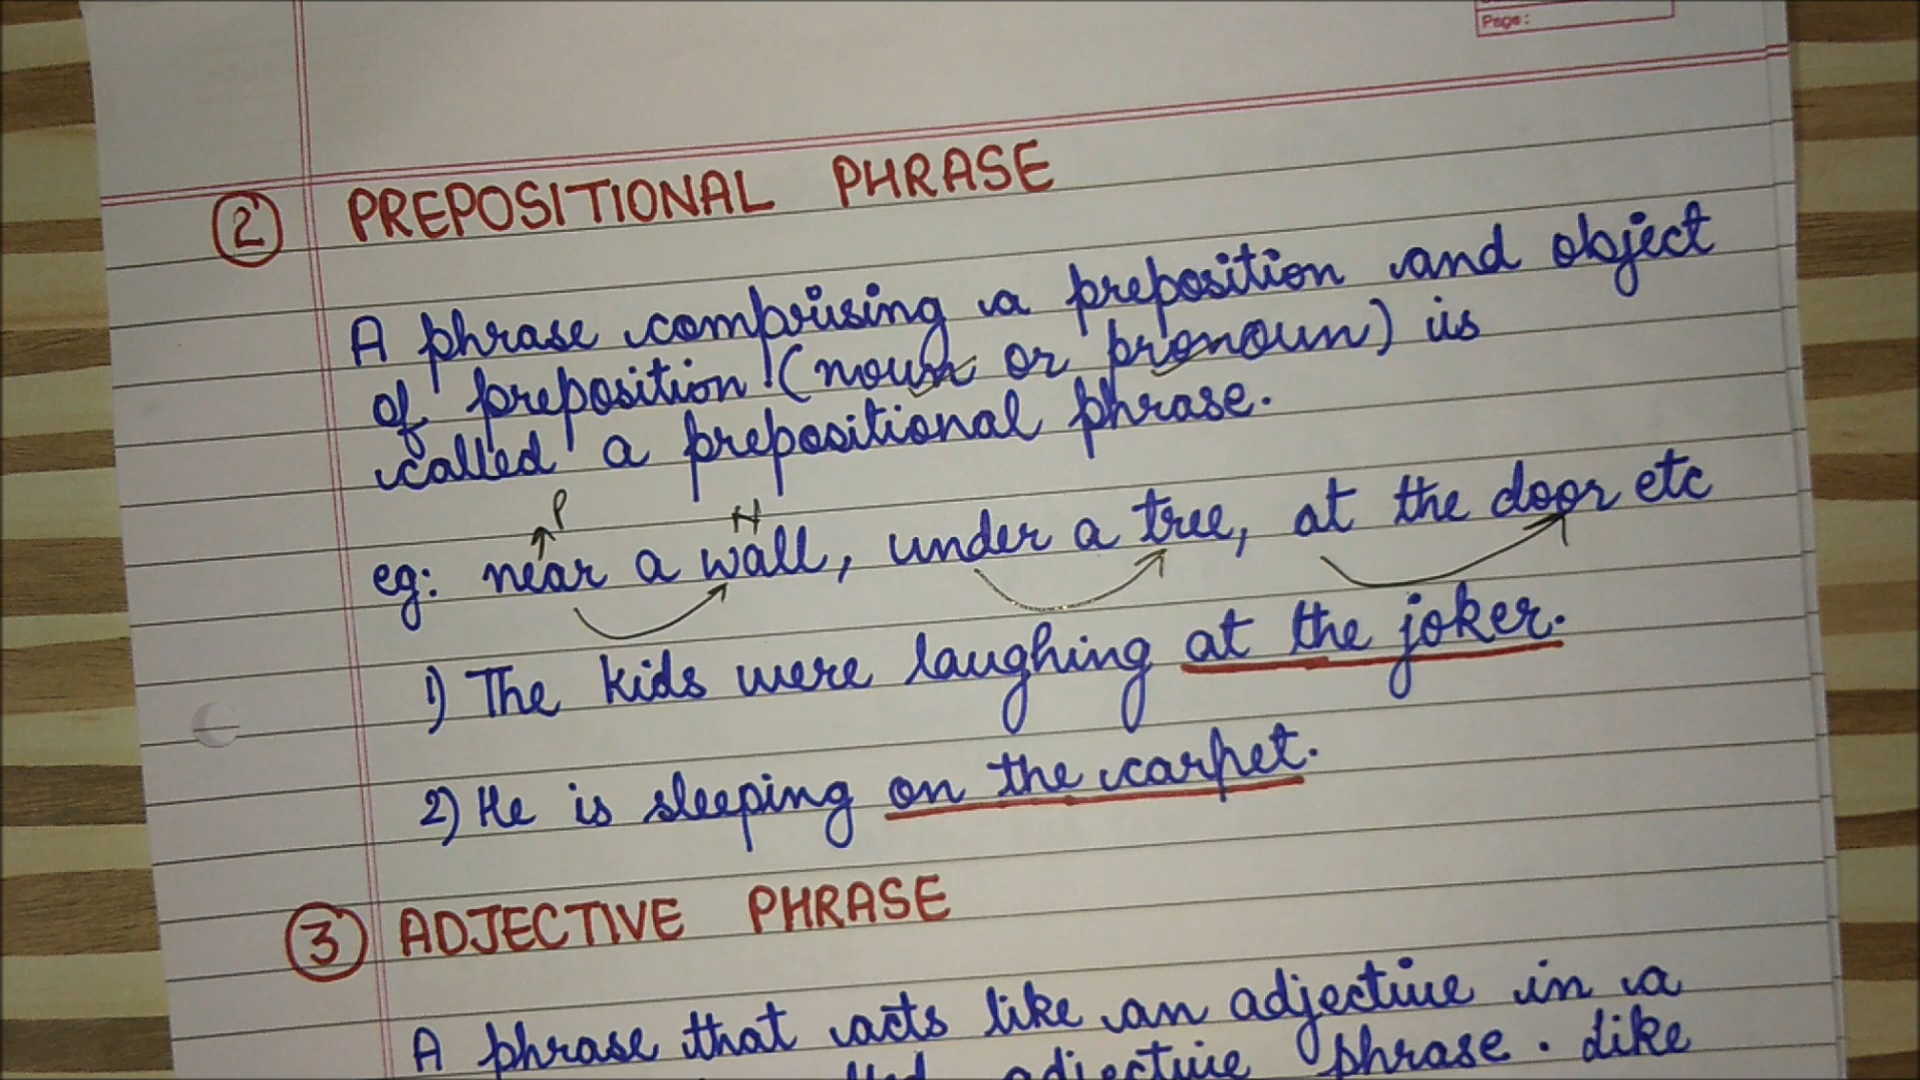 Page:
② PREPOSITIONAL PHRASE
A phrase comprising a preposition and object
of preposition (noun or pronoun) is
called a prepositional phrase.
P N
eg: near a wall, under a tree, at the door etc
1) The kids were laughing at the joker.
2) He is sleeping on the carpet.
③ ADJECTIVE PHRASE
A phrase that acts like an adjective in a
adjective phrase. Like